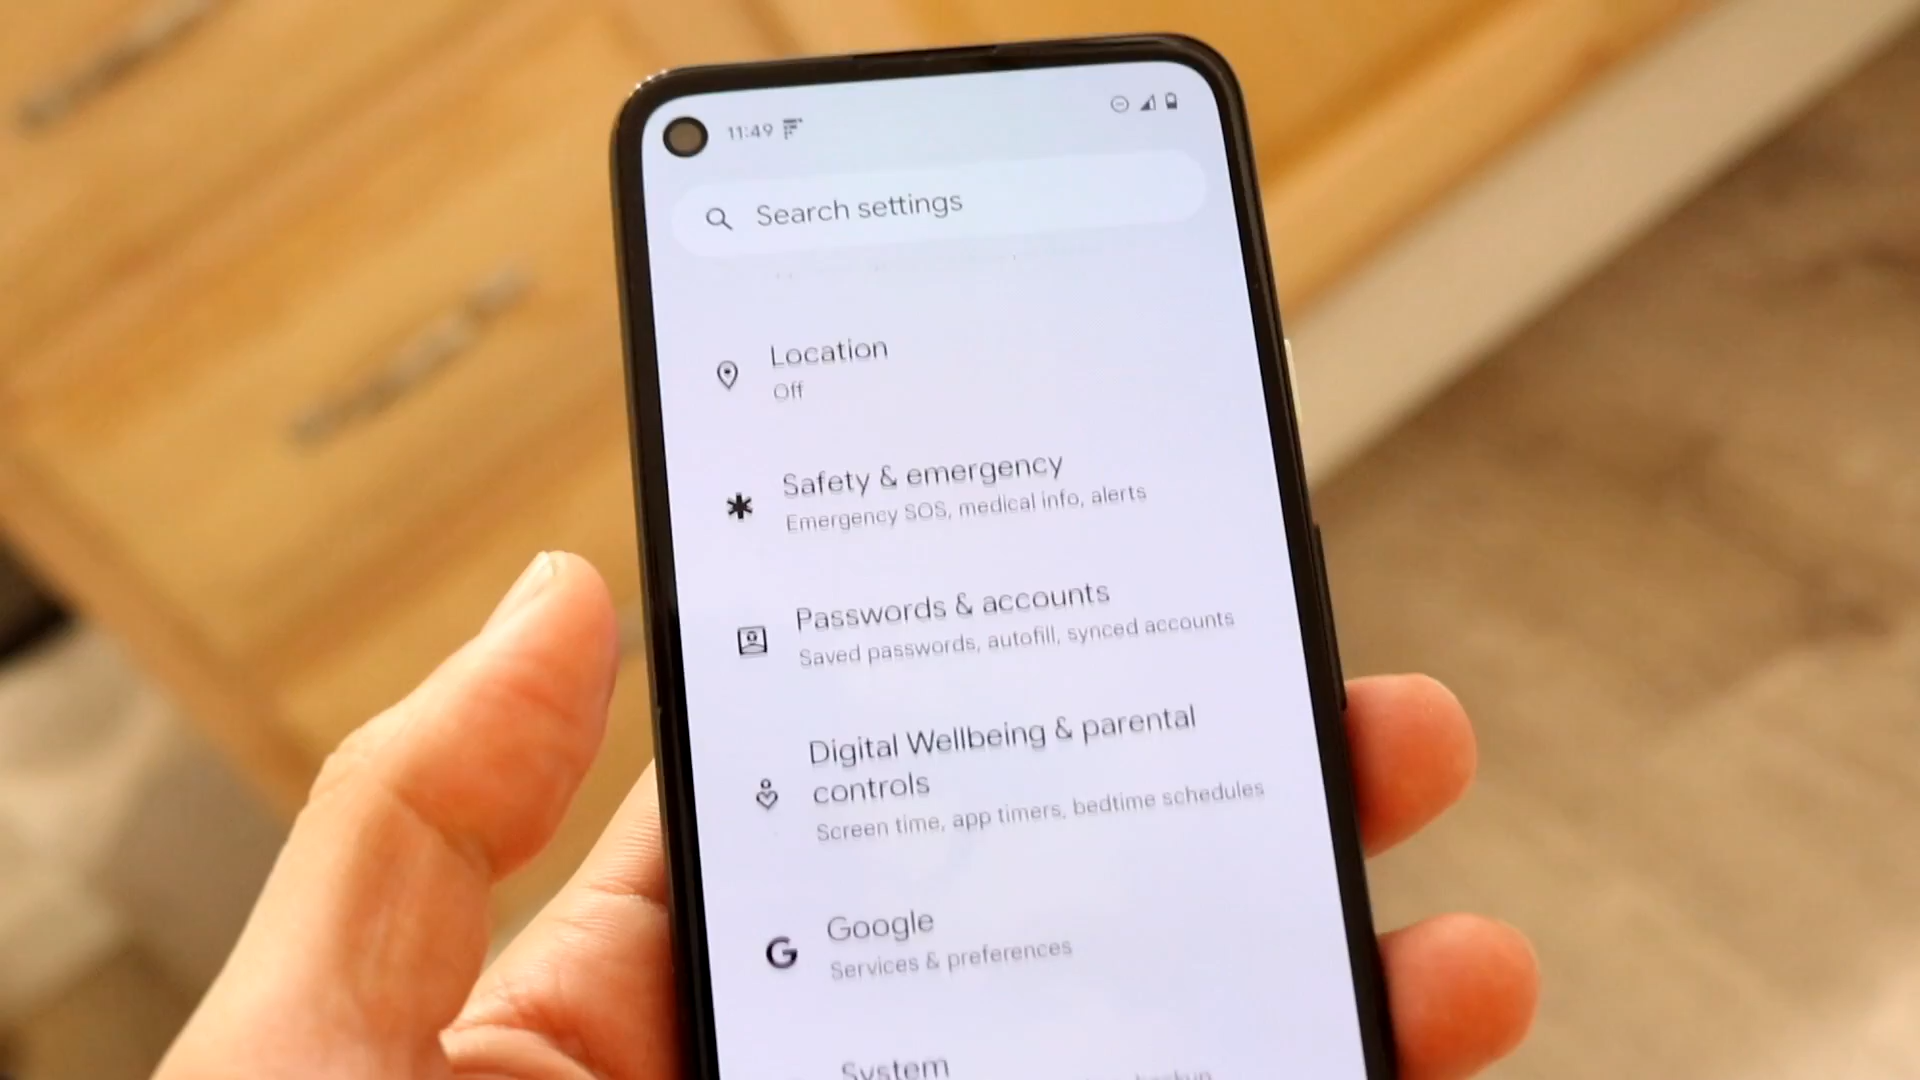 11:49
Search settings
Location
Off
Safety & emergency
Emergency SOS, medical info, alerts
Passwords & accounts
Saved passwords, autofill, synced accounts
Digital Wellbeing & parental
controls
Screen time, app timers, bedtime schedules
Google
G
Services & preferences
System
backup